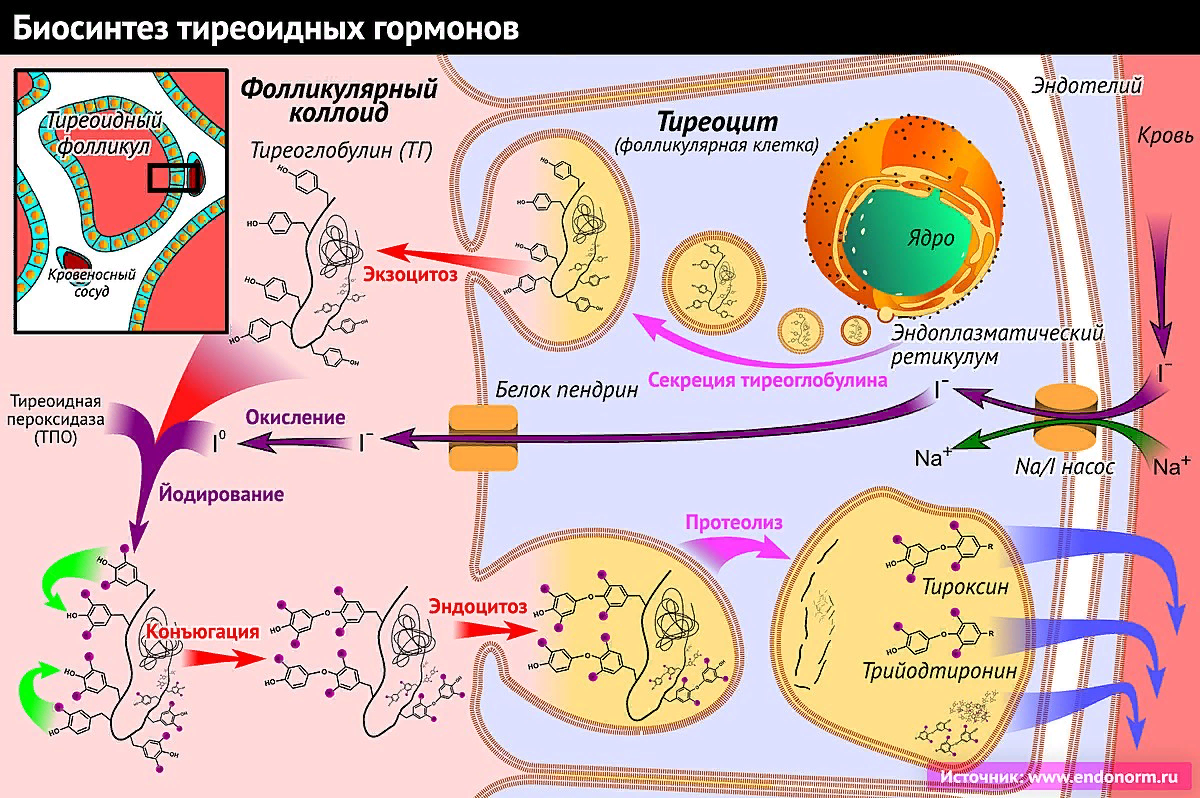 Биосинтез тиреоидных гормонов
Тиреоидный
фолликул
Кровеносный
сосуд
Фолликулярный
коллоид
Тиреоглобулин (ТГ)
Экзоцитоз
Тиреоцит
(фолликулярная клетка)
Ядро
Эндоплазматический
ретикулум
Секреция тиреоглобулина
Эндотелий
Кровь
I⁻
I⁻
Na/I насос
Na⁺
Na⁺
Белок пендрин
I⁻
Окисление
I⁰
Тиреоидная
пероксидаза
(ТПО)
Йодирование
Конъюгация
Эндоцитоз
Протеолиз
Тироксин
Трийодтиронин
Источник: www.endonorm.ru